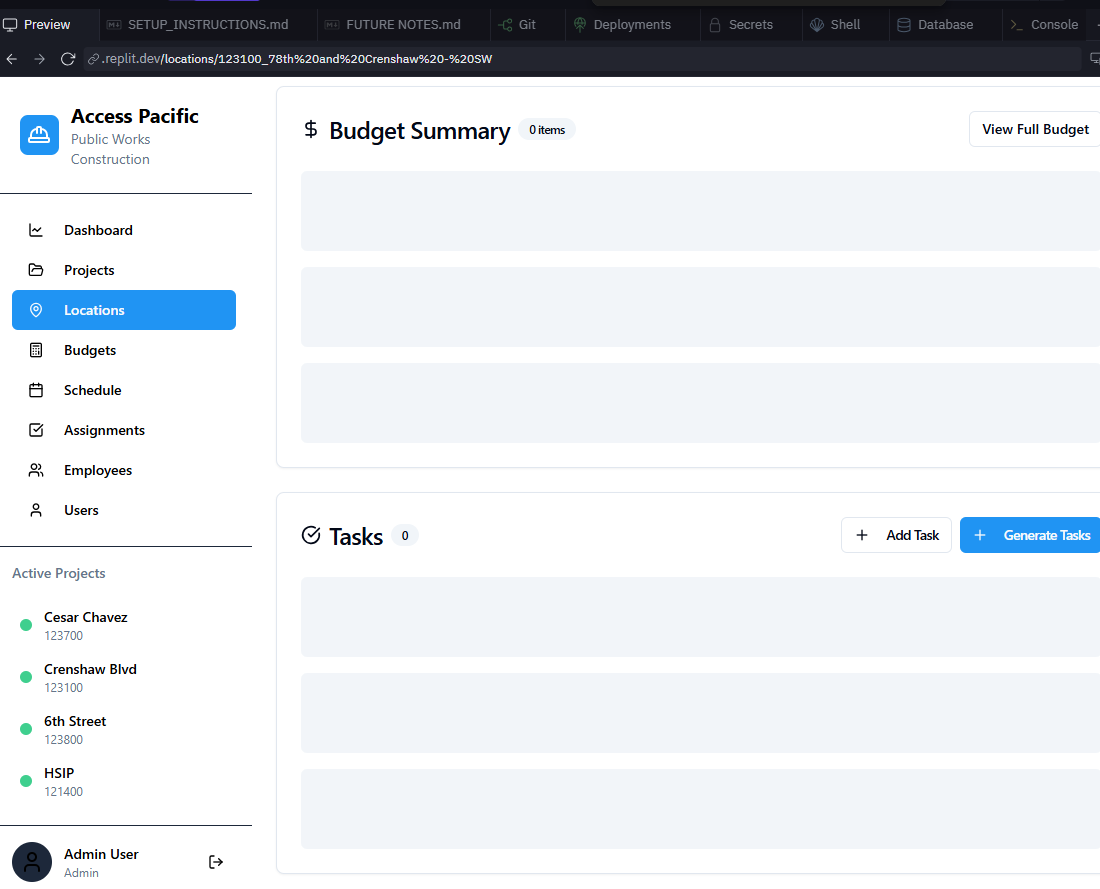 Preview
SETUP_INSTRUCTIONS.md
FUTURE NOTES.md
Git
Deployments
Secrets
Shell
Database
Console
.replit.dev/locations/123100_78th%20and%20Crenshaw%20-%20SW
Access Pacific
Public Works
Construction
Dashboard
Projects
Locations
Budgets
Schedule
Assignments
Employees
Users
Active Projects
Cesar Chavez
123700
Crenshaw Blvd
123100
6th Street
123800
HSIP
121400
Admin User
Admin
Budget Summary
0 items
View Full Budget
Tasks
0
Add Task
Generate Tasks